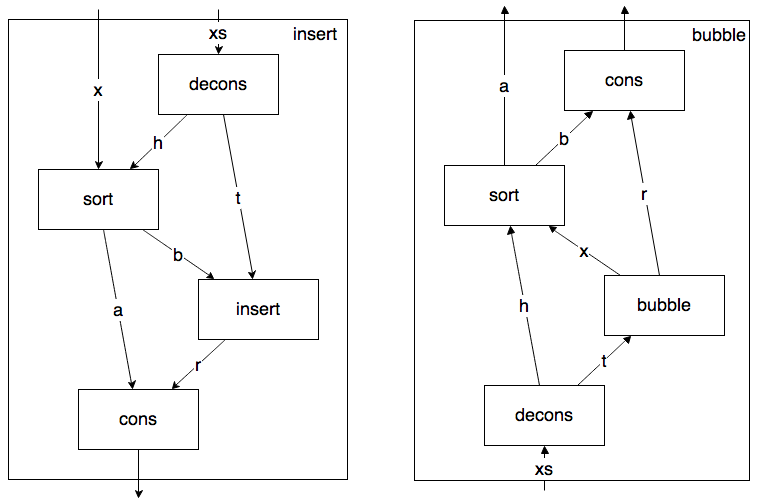 insert
xs
decons
x
h
sort
t
b
a
insert
r
cons
bubble
cons
a
b
sort
r
x
h
bubble
t
decons
xs